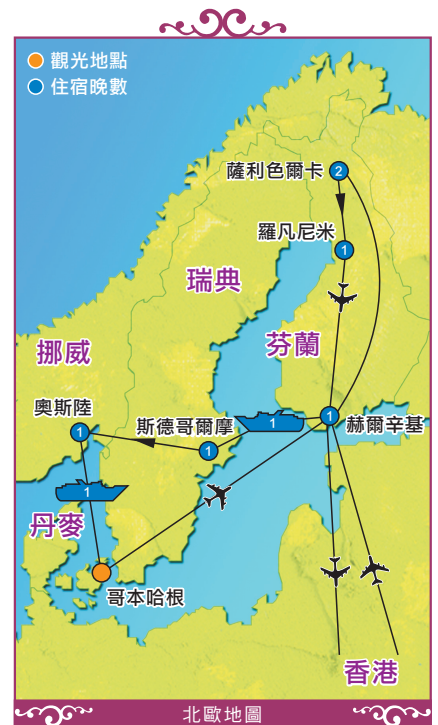 觀光地點
住宿晚數
薩利色爾卡
2
羅凡尼米
1
瑞典
芬蘭
挪威
奧斯陸
1
斯德哥爾摩
1
1
1
赫爾辛基
1
丹麥
哥本哈根
香港
北歐地圖